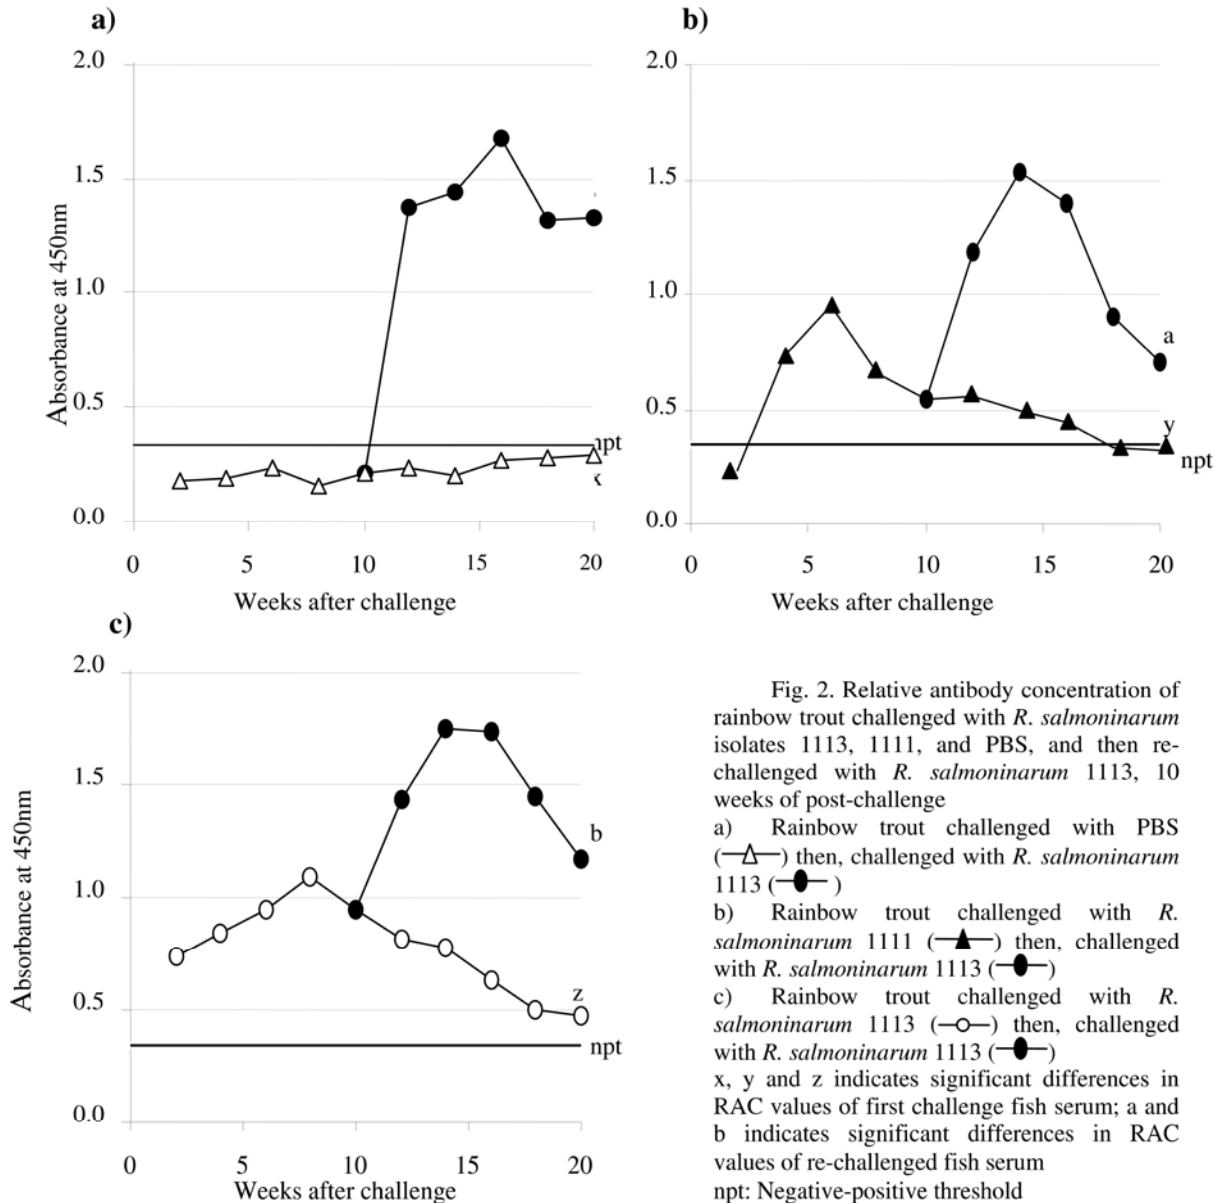 a)
2.0
1.5
1.0
0.5
0.0
Absorbance at 450nm
npt
x
0 5 10 15 20
Weeks after challenge
b)
2.0
1.5
1.0
0.5
0.0
a
y
npt
0 5 10 15 20
Weeks after challenge
c)
2.0
1.5
1.0
0.5
0.0
Absorbance at 450nm
b
z
npt
0 5 10 15 20
Weeks after challenge
Fig. 2. Relative antibody concentration of
rainbow trout challenged with R. salmoninarum
isolates 1113, 1111, and PBS, and then re-
challenged with R. salmoninarum 1113, 10
weeks of post-challenge
a) Rainbow trout challenged with PBS
( ) then, challenged with R. salmoninarum
1113 ( )
b) Rainbow trout challenged with R.
salmoninarum 1111 ( ) then, challenged
with R. salmoninarum 1113 ( )
c) Rainbow trout challenged with R.
salmoninarum 1113 ( ) then, challenged
with R. salmoninarum 1113 ( )
x, y and z indicates significant differences in
RAC values of first challenge fish serum; a and
b indicates significant differences in RAC
values of re-challenged fish serum
npt: Negative-positive threshold